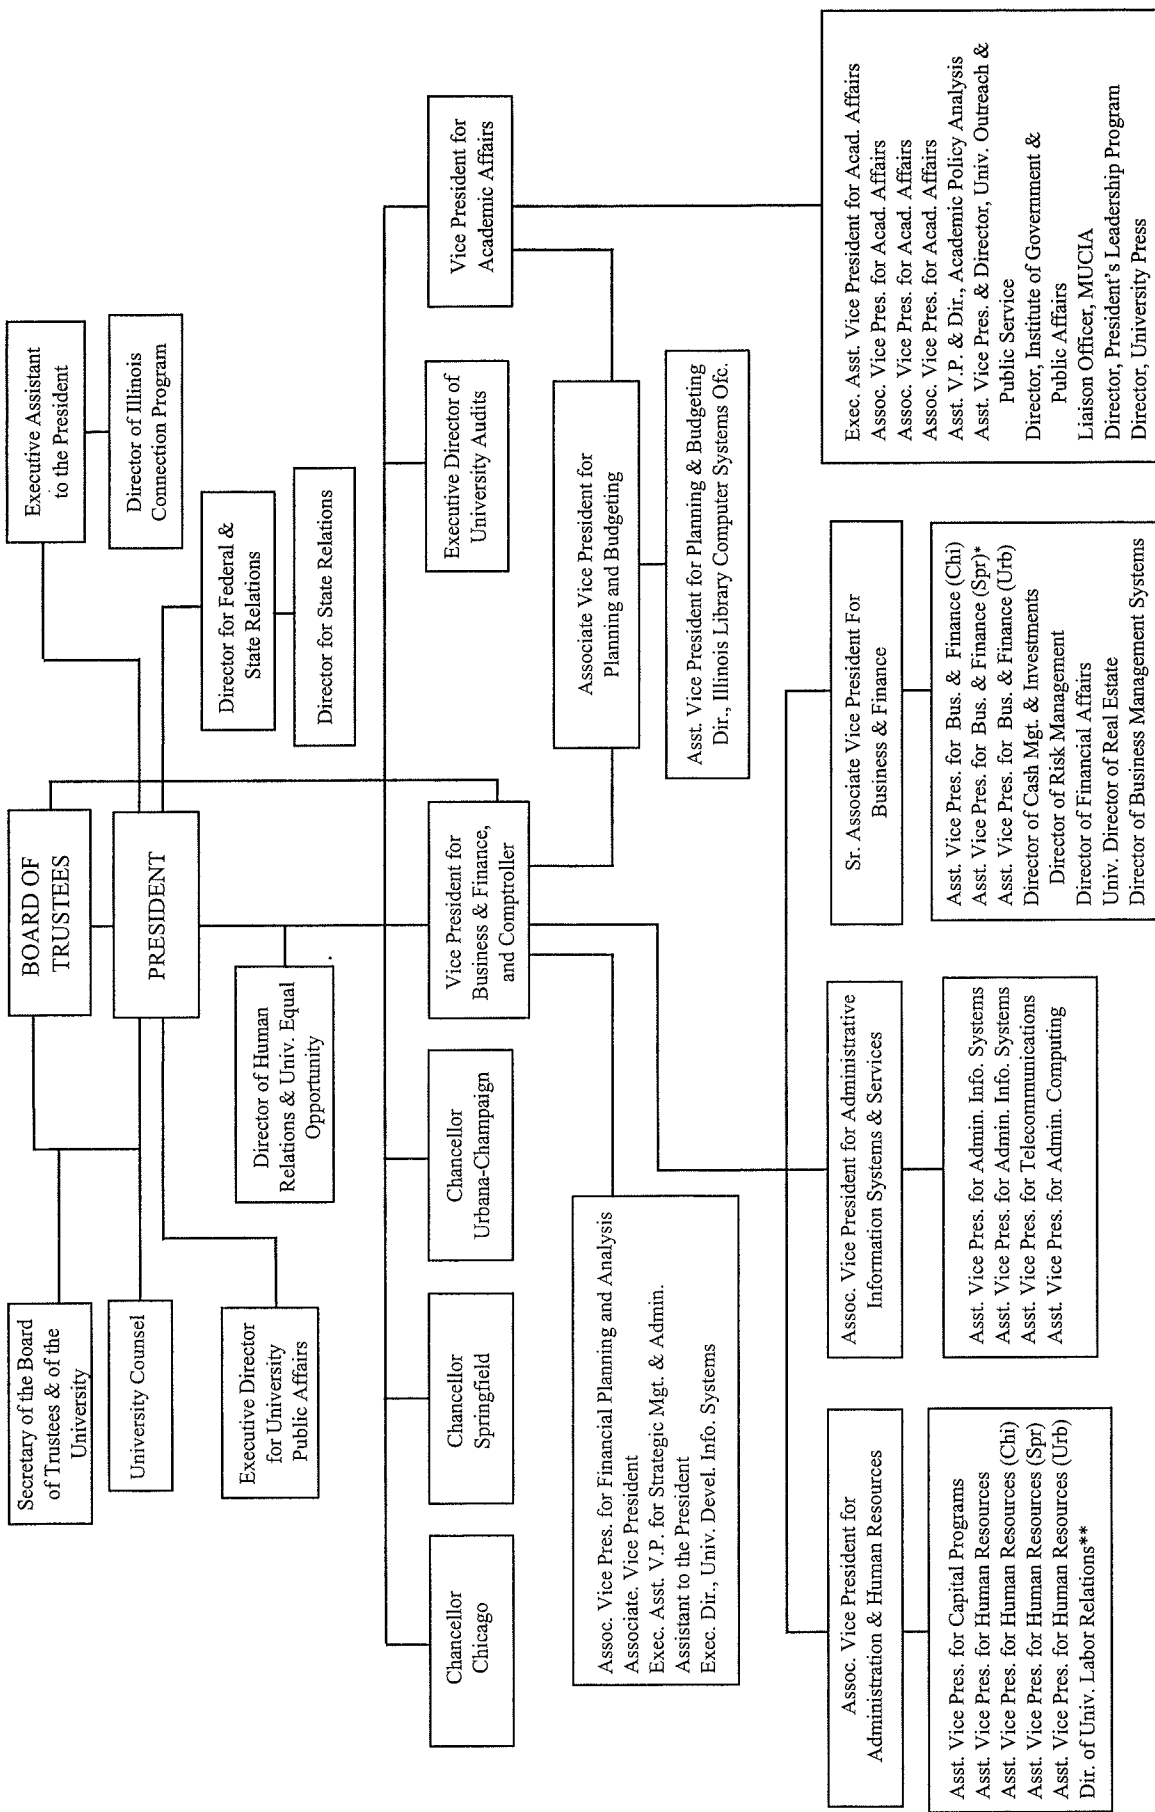 BOARD OF
TRUSTEES
PRESIDENT
Secretary of the Board
of Trustees & of the
University
University Counsel
Executive Director
for University
Public Affairs
Executive Assistant
to the President
Director of Illinois
Connection Program
Director for Federal &
State Relations
Director for State Relations
Director of Human
Relations & Univ. Equal
Opportunity
Chancellor
Chicago
Chancellor
Springfield
Chancellor
Urbana-Champaign
Vice President for
Business & Finance,
and Comptroller
Executive Director of
University Audits
Vice President for
Academic Affairs
Assoc. Vice Pres. for Financial Planning and Analysis
Associate. Vice President
Exec. Asst. V.P. for Strategic Mgt. & Admin.
Assistant to the President
Exec. Dir., Univ. Devel. Info. Systems
Associate Vice President for
Planning and Budgeting
Asst. Vice President for Planning & Budgeting
Dir., Illinois Library Computer Systems Ofc.
Assoc. Vice President for
Administration & Human Resources
Asst. Vice Pres. for Capital Programs
Asst. Vice Pres. for Human Resources
Asst. Vice Pres. for Human Resources (Chi)
Asst. Vice Pres. for Human Resources (Spr)
Asst. Vice Pres. for Human Resources (Urb)
Dir. of Univ. Labor Relations**
Assoc. Vice President for Administrative
Information Systems & Services
Asst. Vice Pres. for Admin. Info. Systems
Asst. Vice Pres. for Admin. Info. Systems
Asst. Vice Pres. for Telecommunications
Asst. Vice Pres. for Admin. Computing
Sr. Associate Vice President For
Business & Finance
Asst. Vice Pres. for Bus. & Finance (Chi)
Asst. Vice Pres. for Bus. & Finance (Spr)*
Asst. Vice Pres. for Bus. & Finance (Urb)
Director of Cash Mgt. & Investments
Director of Risk Management
Director of Financial Affairs
Univ. Director of Real Estate
Director of Business Management Systems
Exec. Asst. Vice President for Acad. Affairs
Assoc. Vice Pres. for Acad. Affairs
Assoc. Vice Pres. for Acad. Affairs
Assoc. Vice Pres. for Acad. Affairs
Asst. V.P. & Dir., Academic Policy Analysis
Asst. Vice Pres. & Director, Univ. Outreach &
Public Service
Director, Institute of Government &
Public Affairs
Liaison Officer, MUCIA
Director, President's Leadership Program
Director, University Press